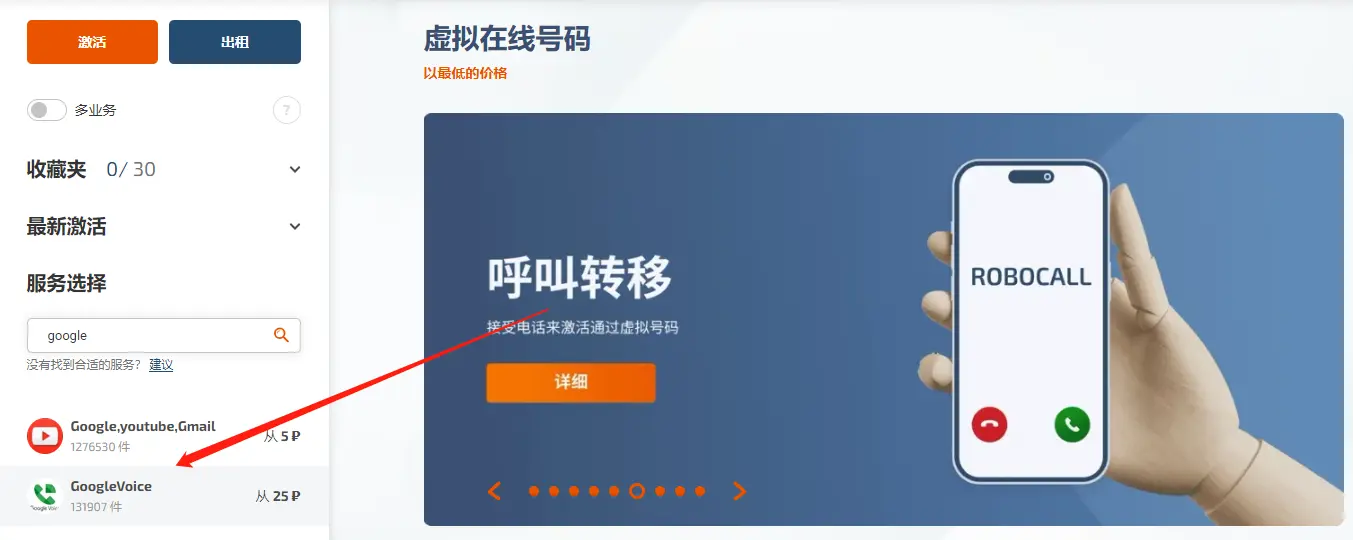 激活
出租
多业务
?
收藏夹 0/ 30
最新激活
服务选择
google
没有找到合适的服务? 建议
Google,youtube,Gmail
1276530 件
从 5 ₽
GoogleVoice
131907 件
从 25 ₽
虚拟在线号码
以最低的价格
呼叫转移
接受电话来激活通过虚拟号码
详细
ROBOCALL